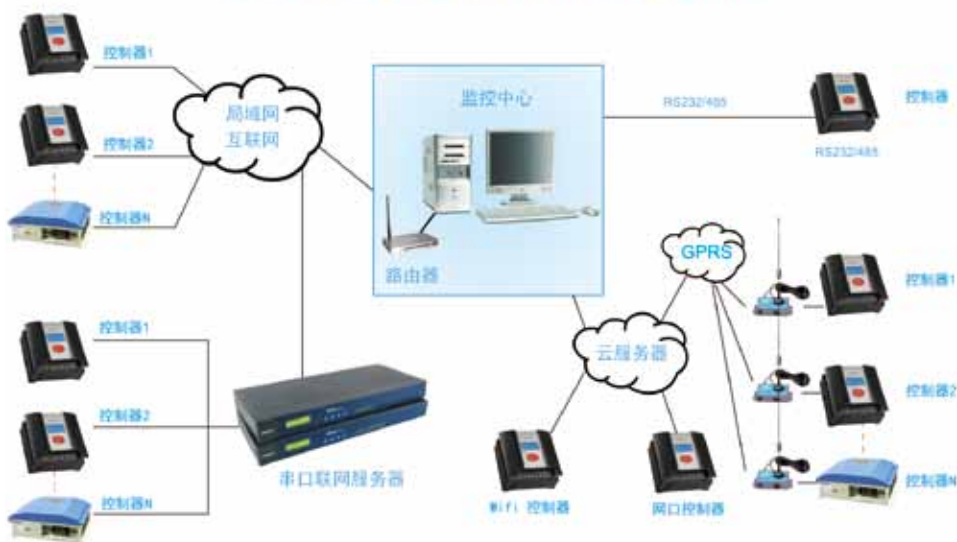 控制器1
控制器2
控制器N
局域网
互联网
监控中心
路由器
RS232/485
控制器
RS232/485
GPRS
控制器1
控制器2
控制器N
云服务器
控制器1
控制器2
控制器N
串口联网服务器
Wifi 控制器
网口控制器